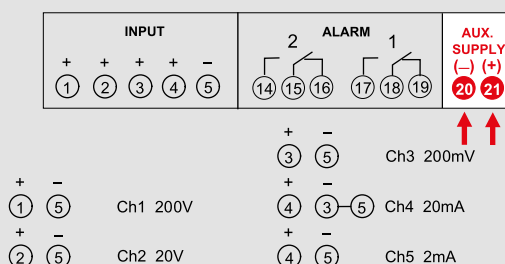 INPUT
+ + + + –
1 2 3 4 5
ALARM
2 1
14 15 16 17 18 19
AUX.
SUPPLY
(–) (+)
20 21
+ –
3 5 Ch3 200mV
+ –
1 5 Ch1 200V
+ –
4 3 5 Ch4 20mA
+ –
2 5 Ch2 20V
+ –
4 5 Ch5 2mA